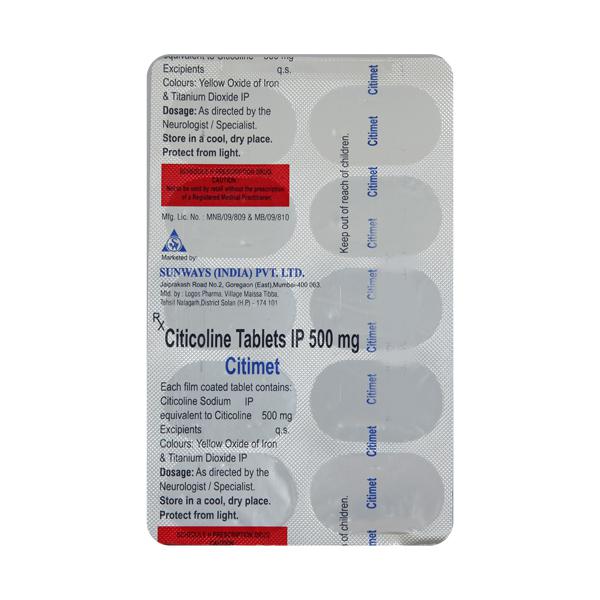 equivalent to Citicoline 500 mg
Excipients q.s.
Colours: Yellow Oxide of Iron
& Titanium Dioxide IP
Dosage: As directed by the
Neurologist / Specialist.
Store in a cool, dry place.
Protect from light.
SCHEDULE H PRESCRIPTION DRUG
CAUTION
Not to be sold by retail without the prescription
of a Registered Medical Practitioner.
Mfg. Lic. No. : MNB/09/809 & MB/09/810
Marketed by:
SUNWAYS (INDIA) PVT. LTD.
Jaiprakash Road No.2, Goregaon (East),Mumbai-400 063.
Mfd. by : Logos Pharma, Village Maissa Tibba,
Tehsil Nalagarh,District Solan (H.P) - 174 101
Rx
Citicoline Tablets IP 500 mg
Citimet
Each film coated tablet contains:
Citicoline Sodium IP
equivalent to Citicoline 500 mg
Excipients q.s.
Colours: Yellow Oxide of Iron
& Titanium Dioxide IP
Dosage: As directed by the
Neurologist / Specialist.
Store in a cool, dry place.
Protect from light.
SCHEDULE H PRESCRIPTION DRUG
CAUTION
Keep out of reach of children.
of children.
Citimet
Citimet
Citimet
Citimet
Citimet
Citimet
Citimet
Citimet
Citimet